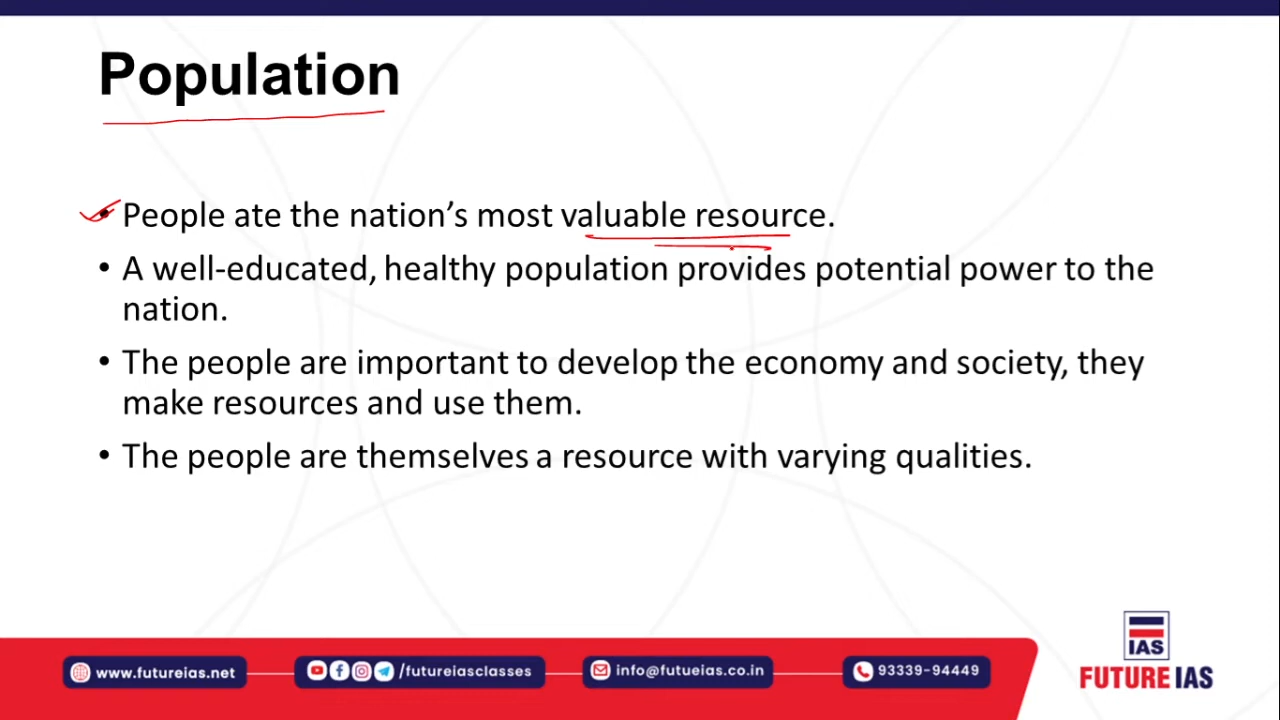 Population
• People ate the nation’s most valuable resource.
• A well-educated, healthy population provides potential power to the
nation.
• The people are important to develop the economy and society, they
make resources and use them.
• The people are themselves a resource with varying qualities.
IAS
www.futureias.net
/futureiasclasses
info@futueias.co.in
93339-94449
FUTURE IAS